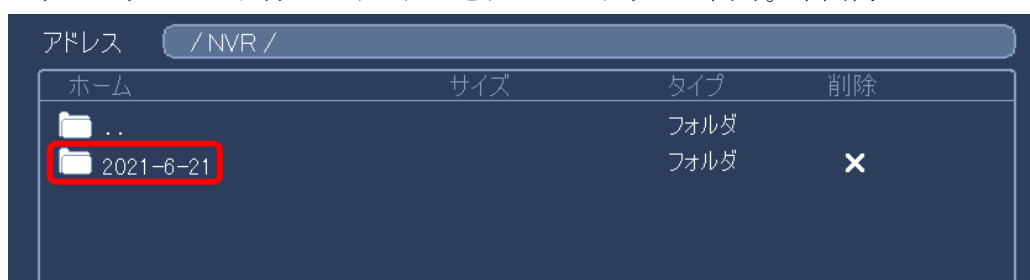 アドレス /NVR/
ホーム サイズ タイプ 削除
.. フォルダ
2021-6-21 フォルダ ×